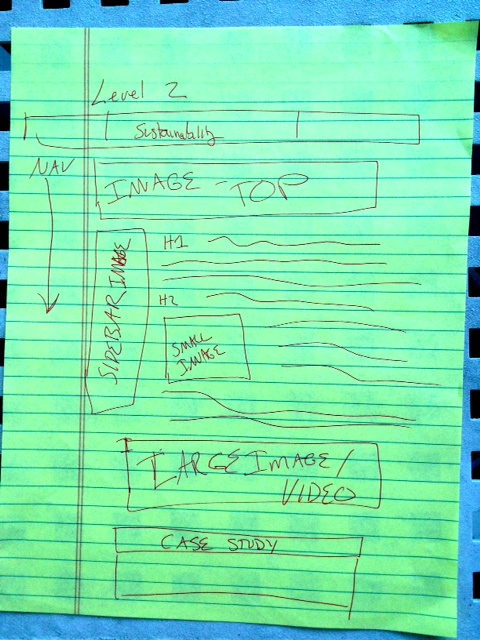 Level 2
Sustainability
NAV
IMAGE - TOP
SIDEBAR IMAGE
H1
H2
SMALL
IMAGE
LARGE IMAGE/
VIDEO
CASE STUDY